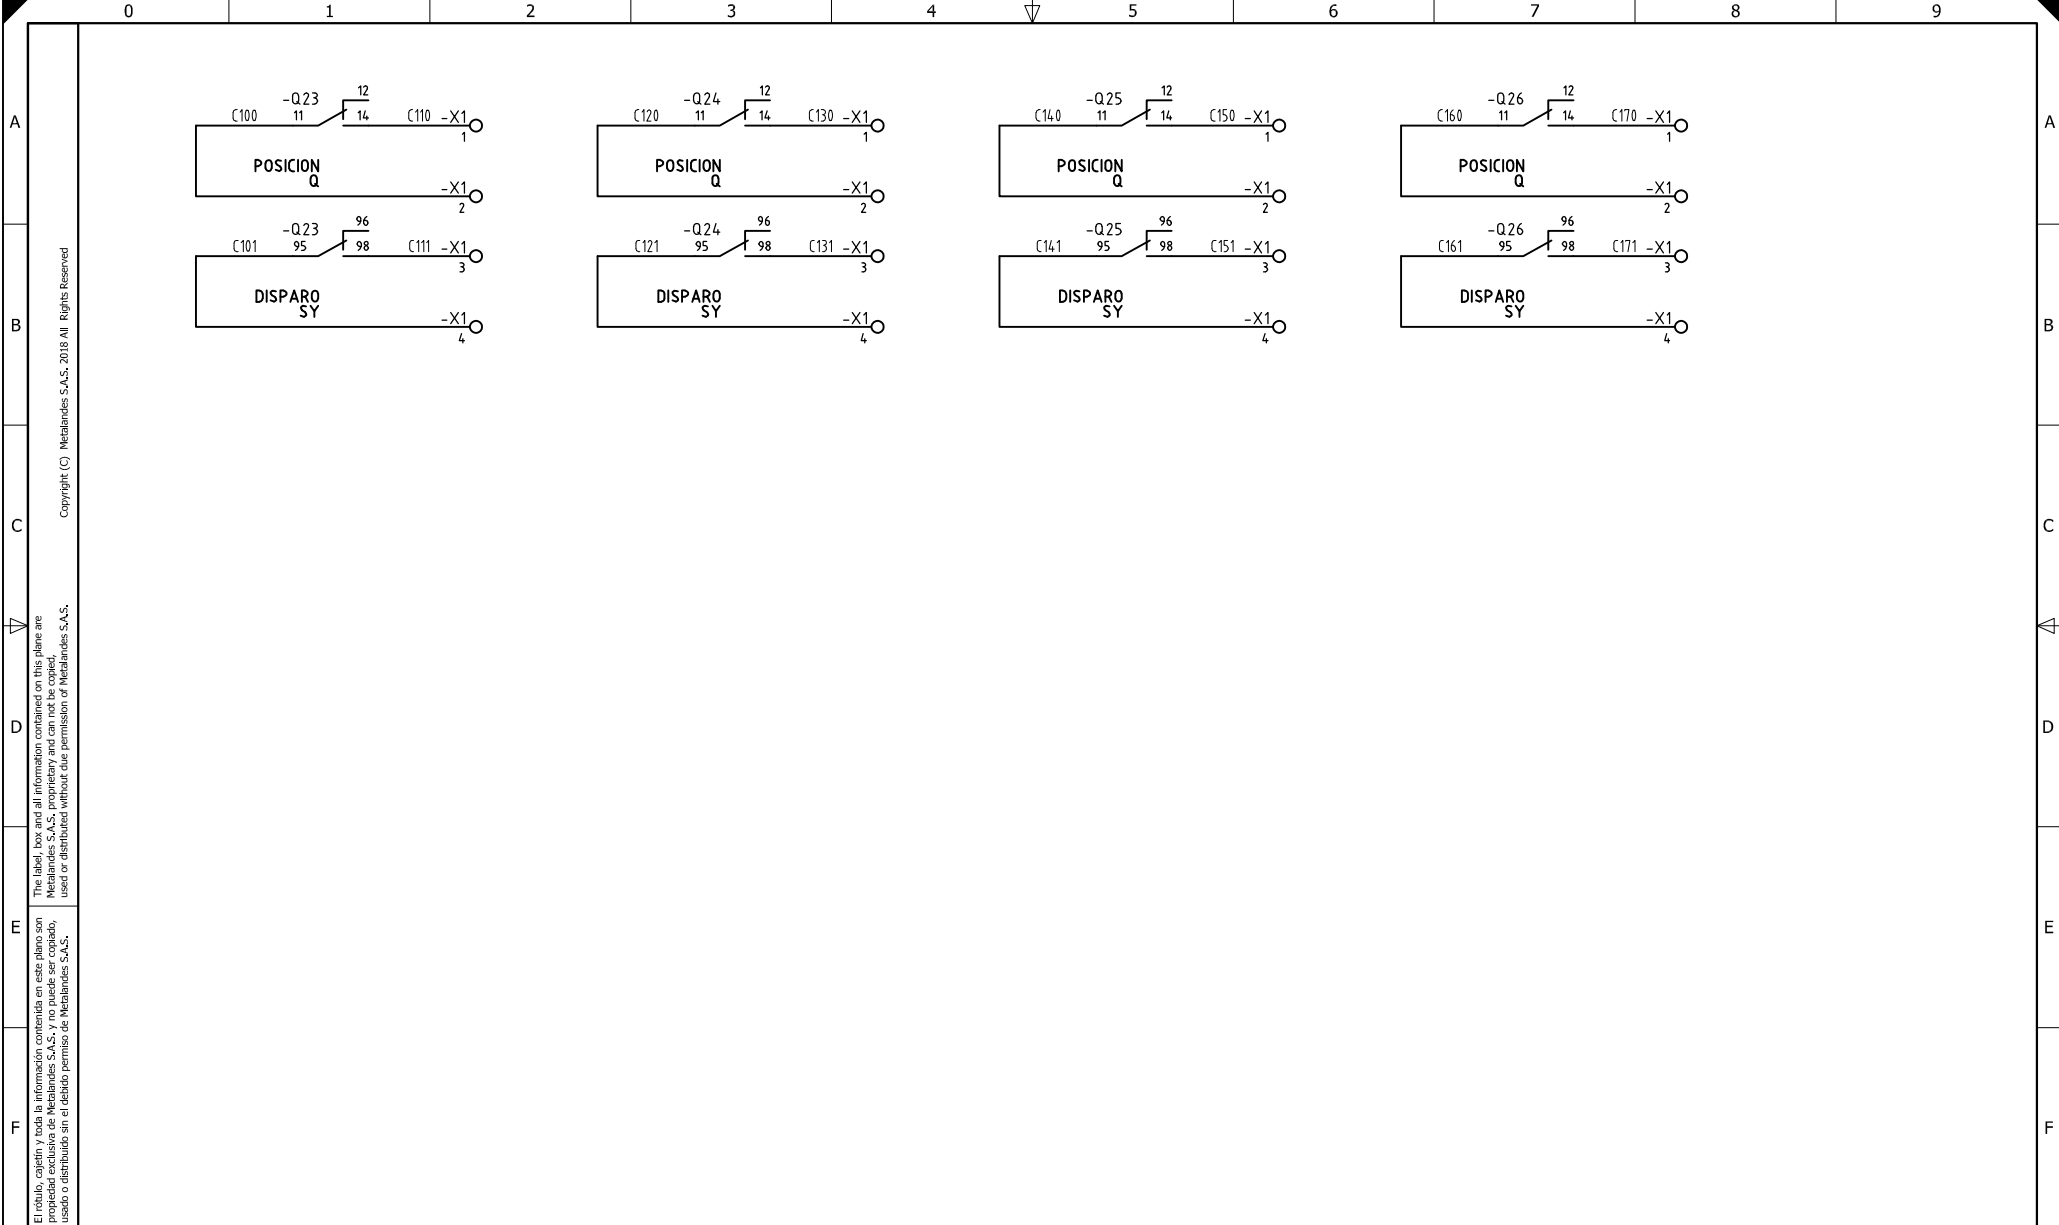 0 1 2 3 4 5 6 7 8 9
A A
B B
C C
D D
E E
F F
-Q23 12
C100 11 14 C110 -X1
1
POSICION
Q
-X1
2
-Q23 96
C101 95 98 C111 -X1
3
DISPARO
SY
-X1
4
-Q24 12
C120 11 14 C130 -X1
1
POSICION
Q
-X1
2
-Q24 96
C121 95 98 C131 -X1
3
DISPARO
SY
-X1
4
-Q25 12
C140 11 14 C150 -X1
1
POSICION
Q
-X1
2
-Q25 96
C141 95 98 C151 -X1
3
DISPARO
SY
-X1
4
-Q26 12
C160 11 14 C170 -X1
1
POSICION
Q
-X1
2
-Q26 96
C161 95 98 C171 -X1
3
DISPARO
SY
-X1
4
Copyright (C) Metalandes S.A.S. 2018 All Rights Reserved
The label, box and all information contained on this plane are
Metalandes S.A.S. proprietary and can not be copied,
used or distributed without due permission of Metalandes S.A.S.
El rótulo, cajetín y toda la información contenida en este plano son
propiedad exclusiva de Metalandes S.A.S. y no puede ser copiado,
usado o distribuido sin el debido permiso de Metalandes S.A.S.